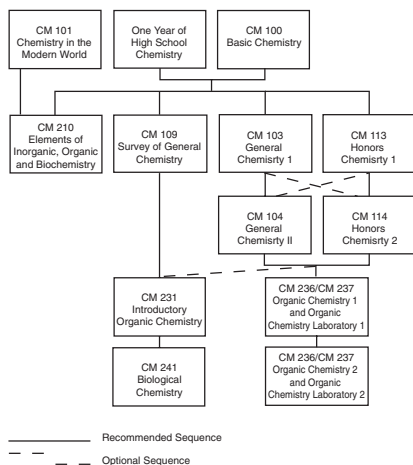 CM 101
Chemistry in the
Modern World
One Year of
High School
Chemistry
CM 100
Basic Chemistry
CM 210
Elements of
Inorganic, Organic
and Biochemistry
CM 109
Survey of General
Chemistry
CM 103
General
Chemisrty 1
CM 113
Honors
Chemisrty 1
CM 104
General
Chemisrty II
CM 114
Honors
Chemisrty 2
CM 231
Introductory
Organic Chemistry
CM 236/CM 237
Organic Chemistry 1
and Organic
Chemistry Laboratory 1
CM 241
Biological
Chemistry
CM 236/CM 237
Organic Chemistry 2
and Organic
Chemistry Laboratory 2
Recommended Sequence
Optional Sequence